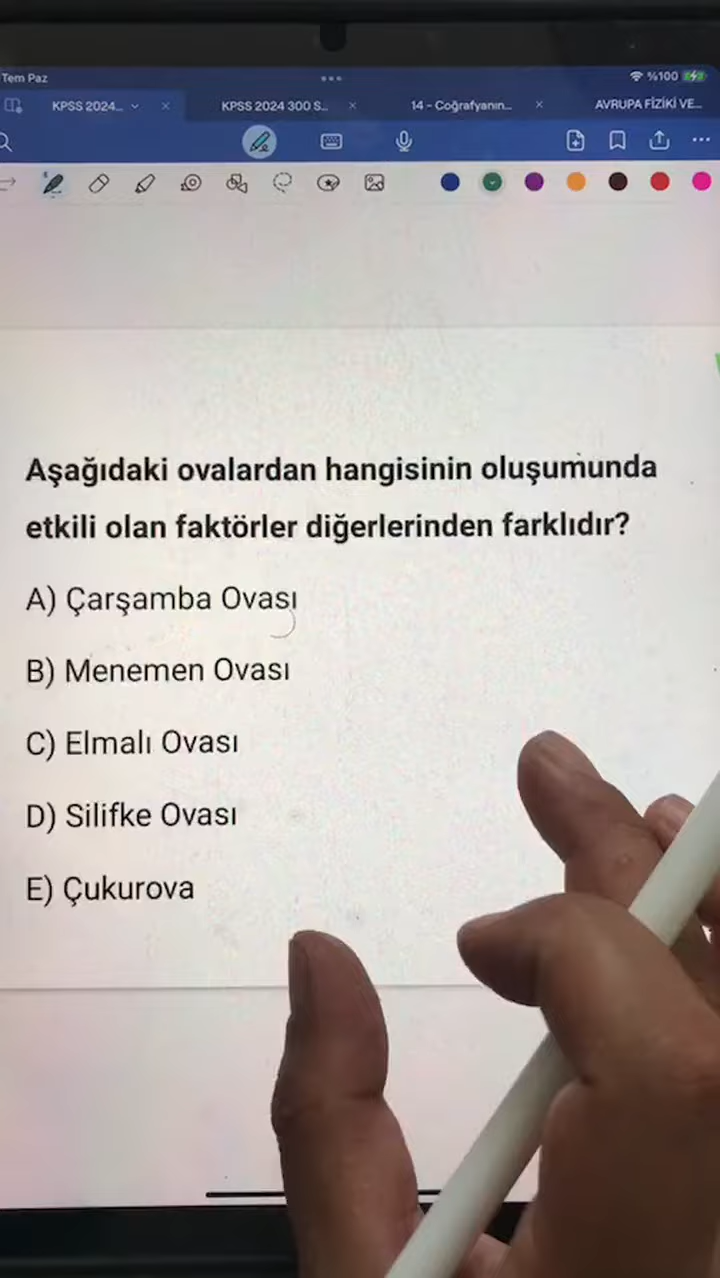 Tem Paz
%100
KPSS 2024...
KPSS 2024 300 S...
14 - Coğrafyanın...
AVRUPA FİZİKİ VE...
Aşağıdaki ovalardan hangisinin oluşumunda
etkili olan faktörler diğerlerinden farklıdır?
A) Çarşamba Ovası
B) Menemen Ovası
C) Elmalı Ovası
D) Silifke Ovası
E) Çukurova